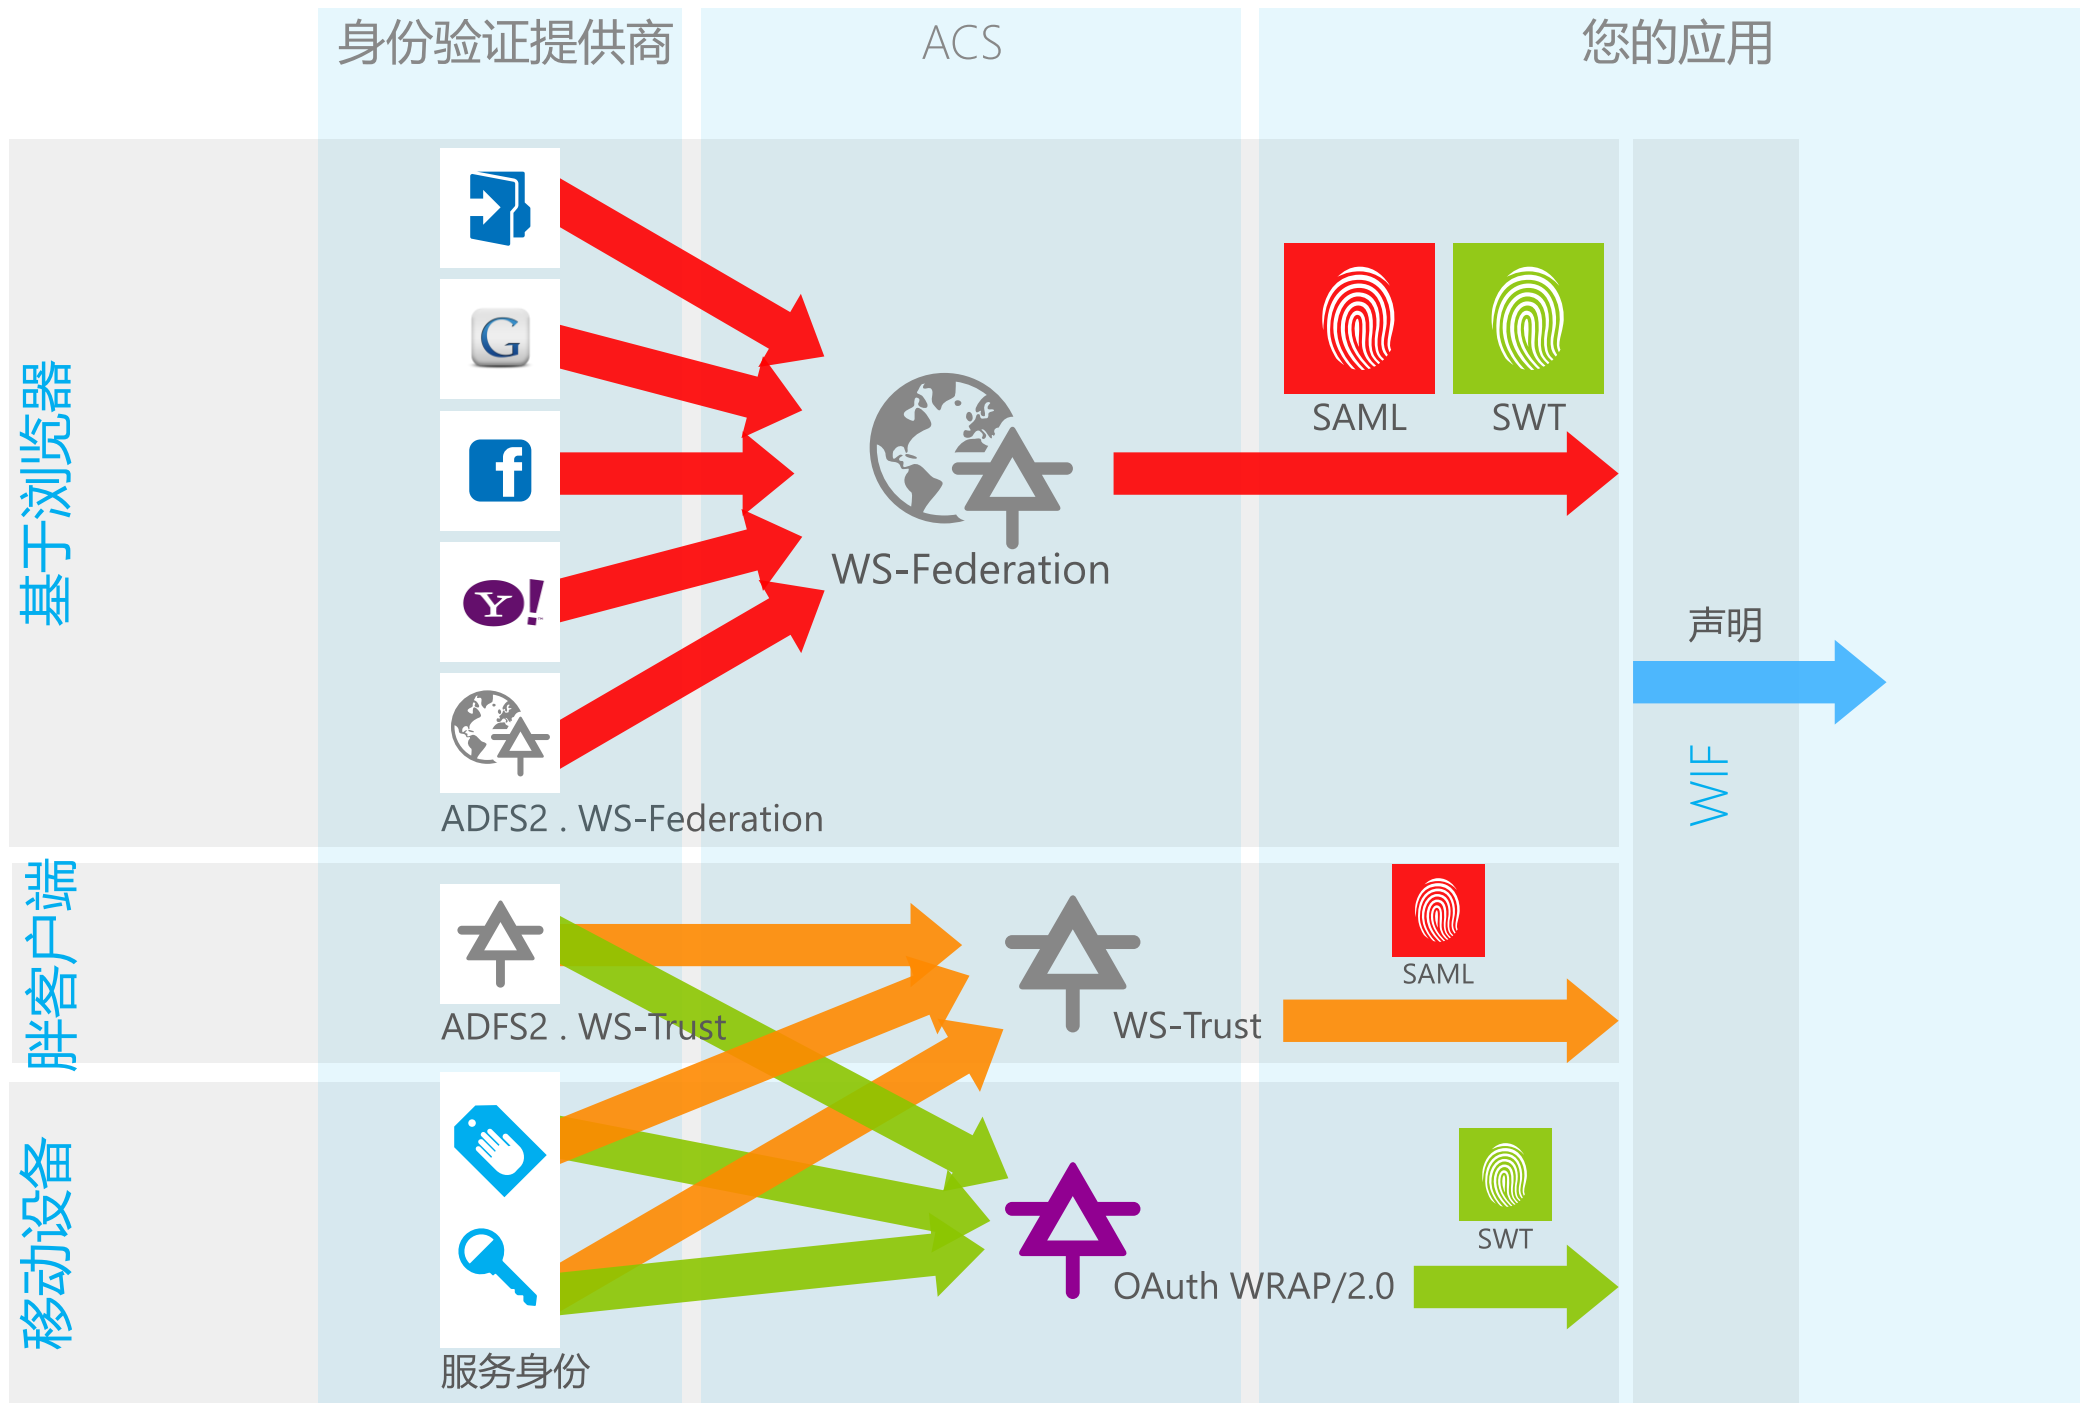 身份验证提供商
ACS
您的应用
基于浏览器
G
f
Y!
SAML
SWT
WS-Federation
声明
WIF
ADFS2 . WS-Federation
胖客户端
SAML
ADFS2 . WS-Trust
WS-Trust
移动设备
SWT
OAuth WRAP/2.0
服务身份